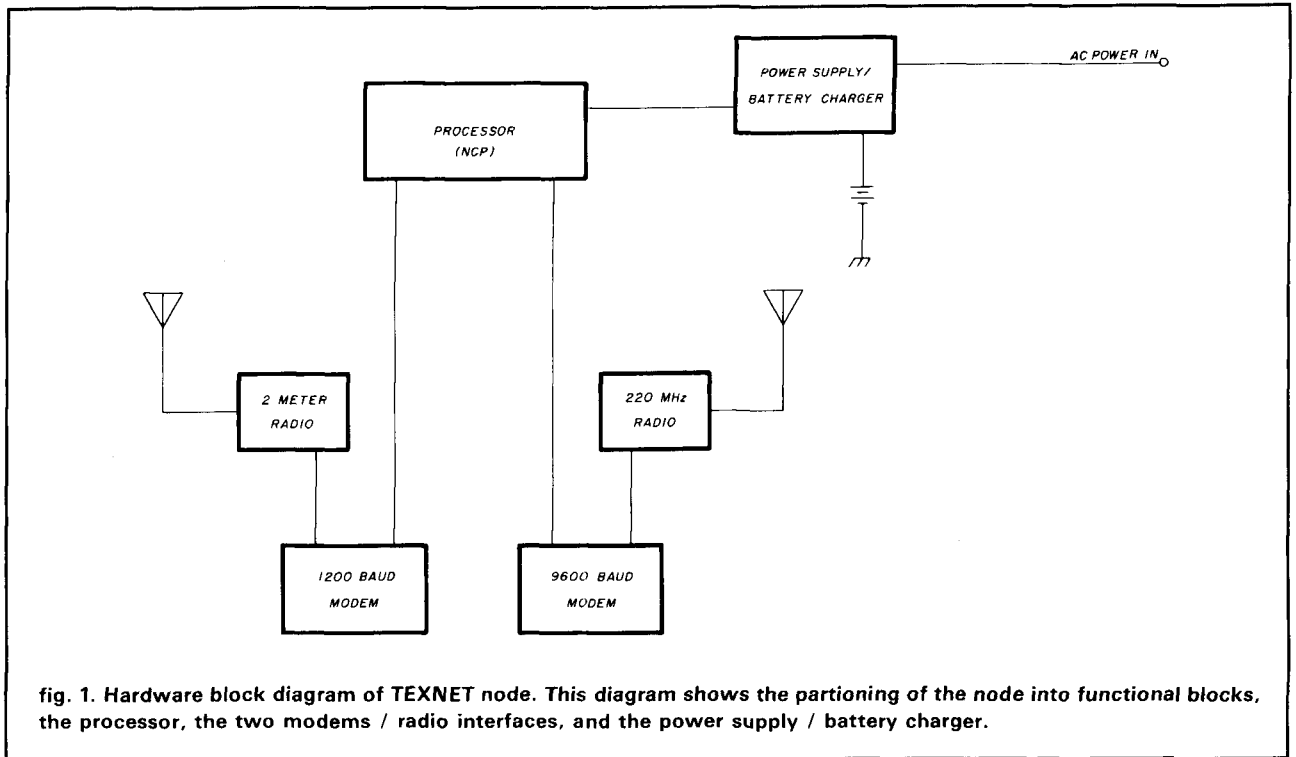 AC POWER IN
POWER SUPPLY/
BATTERY CHARGER
PROCESSOR
(NCP)
2 METER
RADIO
220 MHz
RADIO
1200 BAUD
MODEM
9600 BAUD
MODEM
fig. 1. Hardware block diagram of TEXNET node. This diagram shows the partioning of the node into functional blocks,
the processor, the two modems / radio interfaces, and the power supply / battery charger.